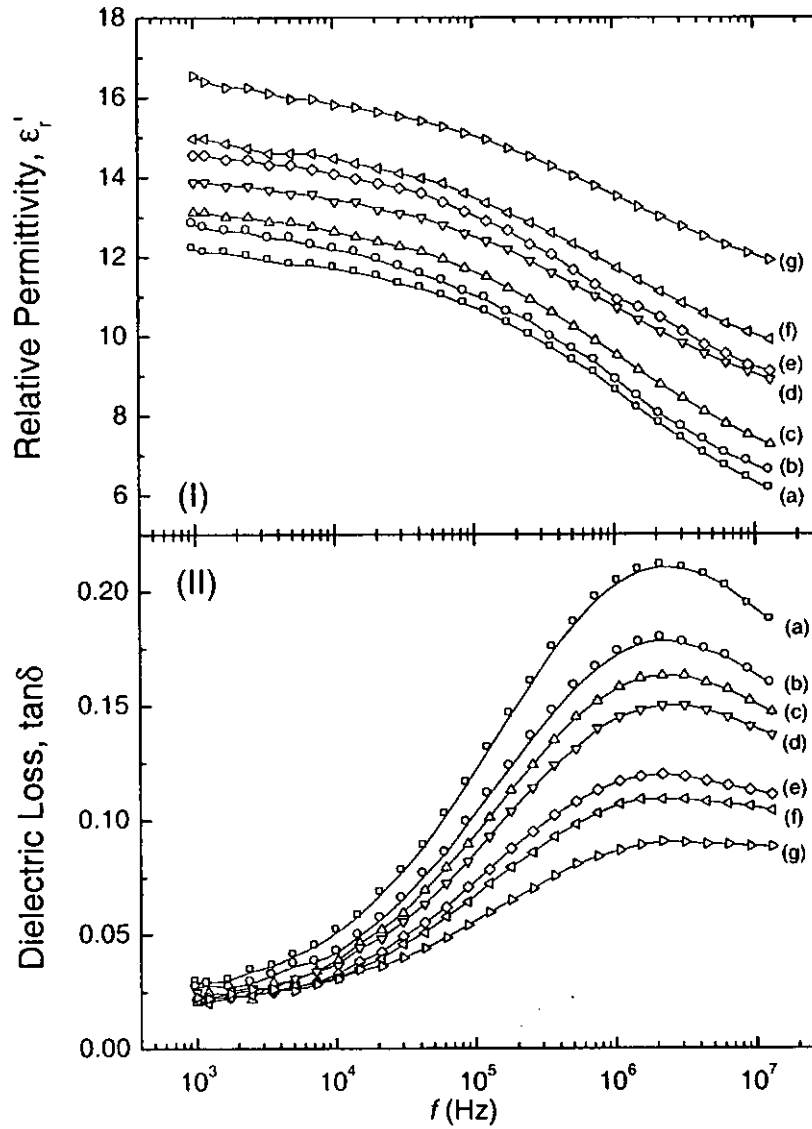 18
16
14
12
10
8
6
Relative Permittivity, εr'
(I)
(g)
(f)
(e)
(d)
(c)
(b)
(a)
0.20
0.15
0.10
0.05
0.00
Dielectric Loss, tanδ
(II)
(a)
(b)
(c)
(d)
(e)
(f)
(g)
10³ 10⁴ 10⁵ 10⁶ 10⁷
f (Hz)